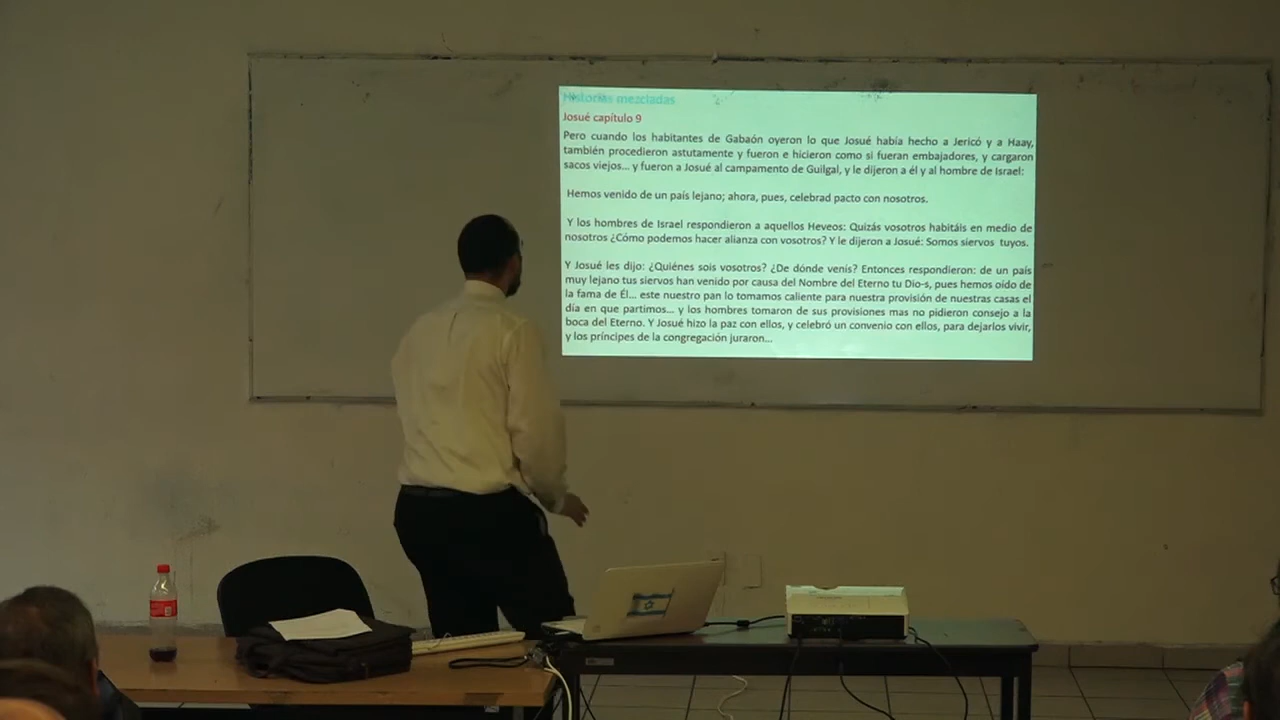 Historias mezcladas
Josué capítulo 9
Pero cuando los habitantes de Gabaón oyeron lo que Josué había hecho a Jericó y a Haay,
también procedieron astutamente y fueron e hicieron como si fueran embajadores, y cargaron
sacos viejos... y fueron a Josué al campamento de Guilgal, y le dijeron a él y al hombre de Israel:
Hemos venido de un país lejano; ahora, pues, celebrad pacto con nosotros.
Y los hombres de Israel respondieron a aquellos Heveos: Quizás vosotros habitáis en medio de
nosotros ¿Cómo podemos hacer alianza con vosotros? Y le dijeron a Josué: Somos siervos tuyos.
Y Josué les dijo: ¿Quiénes sois vosotros? ¿De dónde venís? Entonces respondieron: de un país
muy lejano tus siervos han venido por causa del Nombre del Eterno tu Dio-s, pues hemos oído de
la fama de Él... este nuestro pan lo tomamos caliente para nuestra provisión de nuestras casas el
día en que partimos... y los hombres tomaron de sus provisiones mas no pidieron consejo a la
boca del Eterno. Y Josué hizo la paz con ellos, y celebró un convenio con ellos, para dejarlos vivir,
y los príncipes de la congregación juraron...